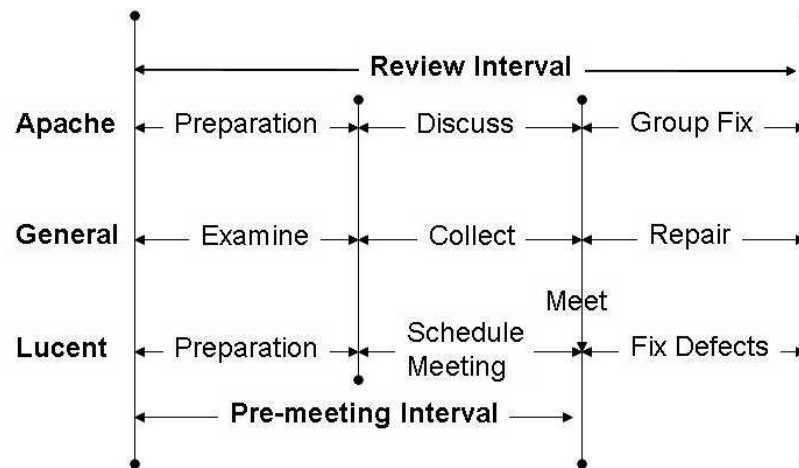 Review Interval
Apache Preparation Discuss Group Fix
General Examine Collect Repair
Meet
Lucent Preparation Schedule Meeting Fix Defects
Pre-meeting Interval